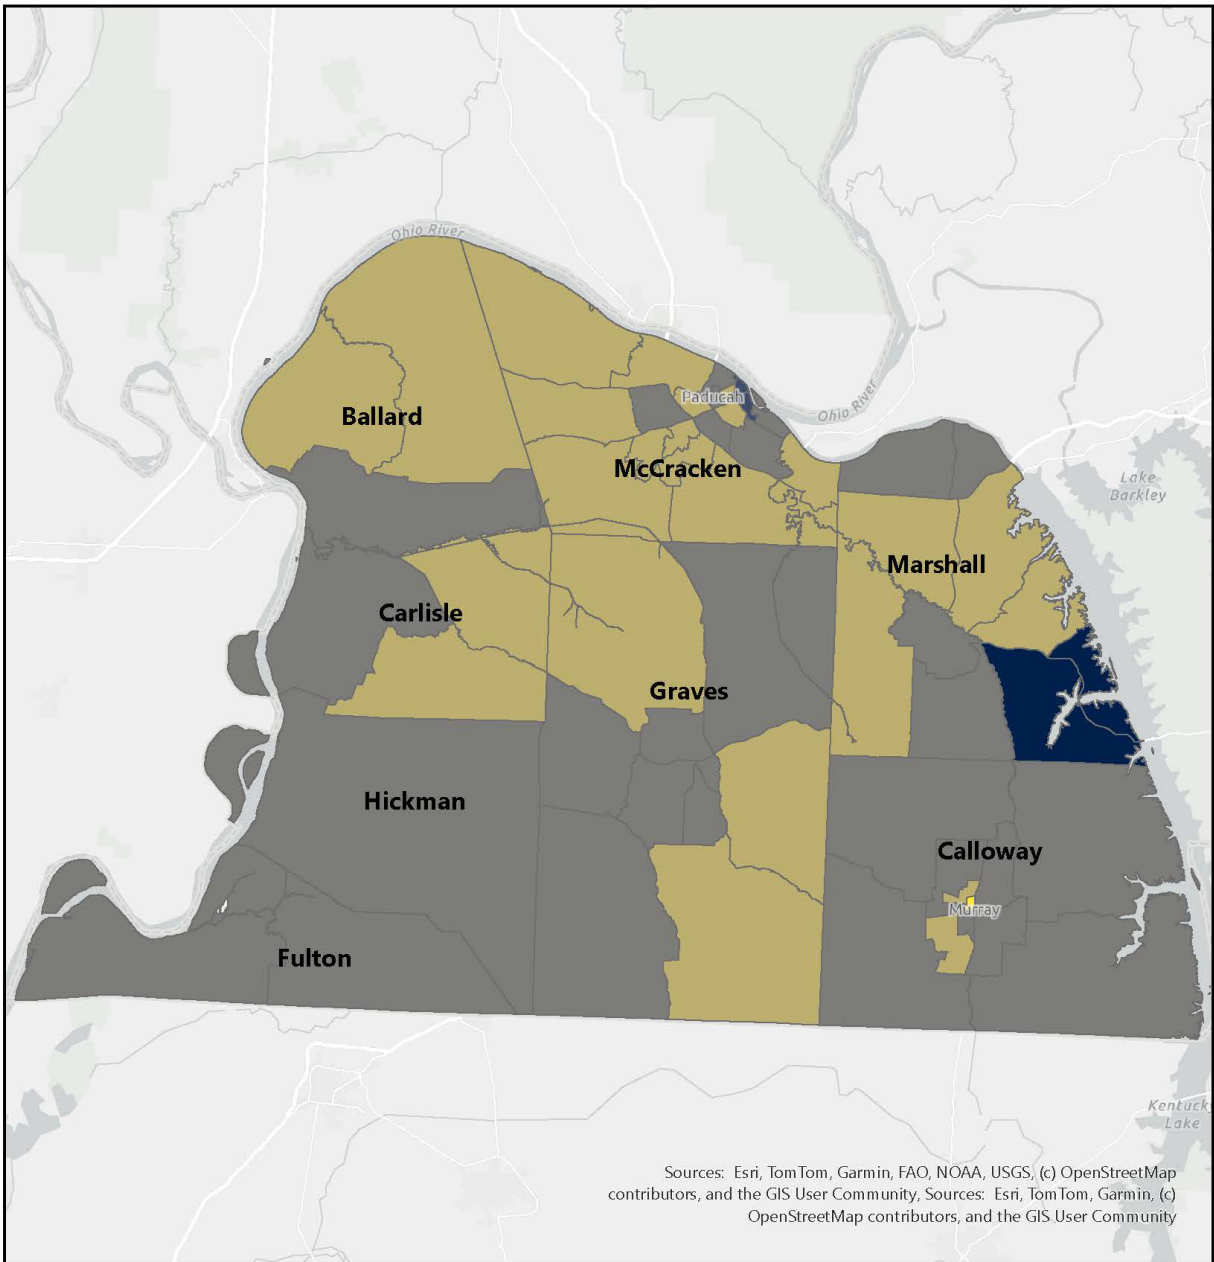 Ohio River
Ballard
Paducah
Ohio River
McCracken
Lake
Barkley
Marshall
Carlisle
Graves
Hickman
Calloway
Murray
Fulton
Kentucky
Lake
Sources: Esri, TomTom, Garmin, FAO, NOAA, USGS, (c) OpenStreetMap
contributors, and the GIS User Community, Sources: Esri, TomTom, Garmin, (c)
OpenStreetMap contributors, and the GIS User Community